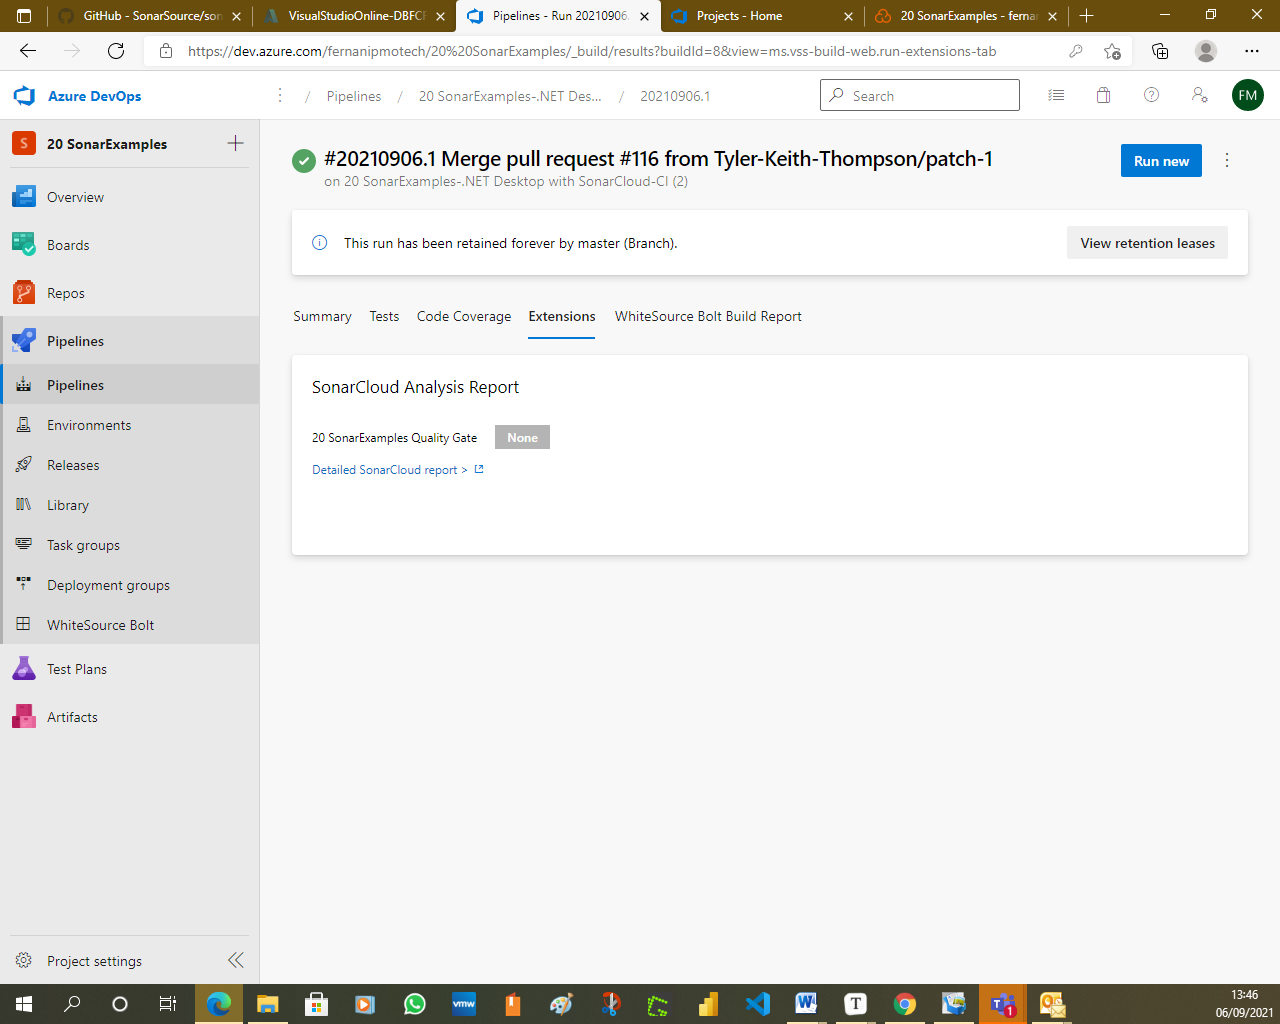 GitHub - SonarSource/son
VisualStudioOnline-DBFCF
Pipelines - Run 20210906.
Projects - Home
20 SonarExamples - fernan
https://dev.azure.com/fernanipmotech/20%20SonarExamples/_build/results?buildId=8&view=ms.vss-build-web.run-extensions-tab
Azure DevOps
/ Pipelines / 20 SonarExamples-.NET Des... / 20210906.1
Search
FM
S 20 SonarExamples
Overview
Boards
Repos
Pipelines
Pipelines
Environments
Releases
Library
Task groups
Deployment groups
WhiteSource Bolt
Test Plans
Artifacts
Project settings
#20210906.1 Merge pull request #116 from Tyler-Keith-Thompson/patch-1
on 20 SonarExamples-.NET Desktop with SonarCloud-CI (2)
Run new
This run has been retained forever by master (Branch).
View retention leases
Summary Tests Code Coverage Extensions WhiteSource Bolt Build Report
SonarCloud Analysis Report
20 SonarExamples Quality Gate None
Detailed SonarCloud report >
vmw
W
T
1
13:46
06/09/2021